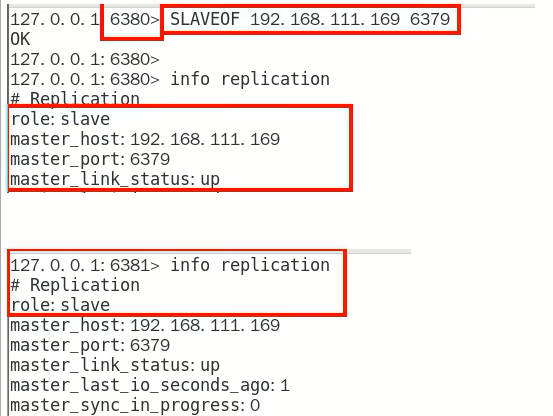 127.0.0.1:6380> SLAVEOF 192.168.111.169 6379
OK
127.0.0.1:6380>
127.0.0.1:6380> info replication
# Replication
role:slave
master_host:192.168.111.169
master_port:6379
master_link_status:up
127.0.0.1:6381> info replication
# Replication
role:slave
master_host:192.168.111.169
master_port:6379
master_link_status:up
master_last_io_seconds_ago:1
master_sync_in_progress:0